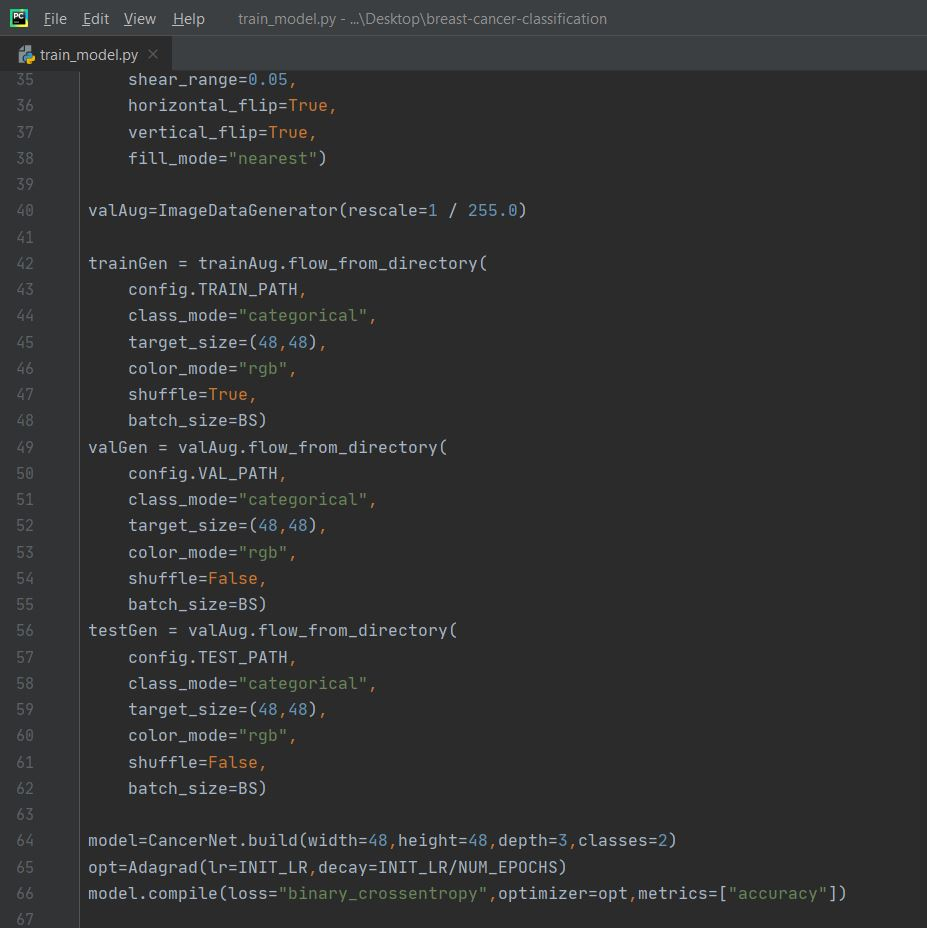 PC File Edit View Help train_model.py - ...\Desktop\breast-cancer-classification
train_model.py ×
35     shear_range=0.05,
36     horizontal_flip=True,
37     vertical_flip=True,
38     fill_mode="nearest")
39
40 valAug=ImageDataGenerator(rescale=1 / 255.0)
41
42 trainGen = trainAug.flow_from_directory(
43     config.TRAIN_PATH,
44     class_mode="categorical",
45     target_size=(48,48),
46     color_mode="rgb",
47     shuffle=True,
48     batch_size=BS)
49 valGen = valAug.flow_from_directory(
50     config.VAL_PATH,
51     class_mode="categorical",
52     target_size=(48,48),
53     color_mode="rgb",
54     shuffle=False,
55     batch_size=BS)
56 testGen = valAug.flow_from_directory(
57     config.TEST_PATH,
58     class_mode="categorical",
59     target_size=(48,48),
60     color_mode="rgb",
61     shuffle=False,
62     batch_size=BS)
63
64 model=CancerNet.build(width=48,height=48,depth=3,classes=2)
65 opt=Adagrad(lr=INIT_LR,decay=INIT_LR/NUM_EPOCHS)
66 model.compile(loss="binary_crossentropy",optimizer=opt,metrics=["accuracy"])
67